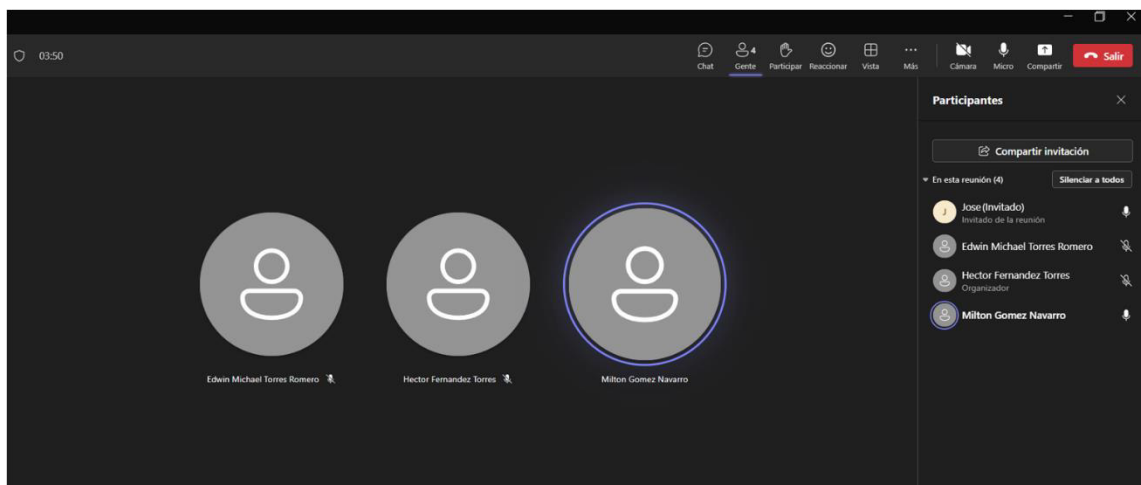 03:50
4
Chat Gente Participar Reaccionar Vista Más Cámara Micro Compartir Salir
Participantes
Compartir invitación
En esta reunión (4) Silenciar a todos
J Jose (Invitado)
Invitado de la reunión
Edwin Michael Torres Romero
Hector Fernandez Torres
Organizador
Milton Gomez Navarro
Edwin Michael Torres Romero Hector Fernandez Torres Milton Gomez Navarro